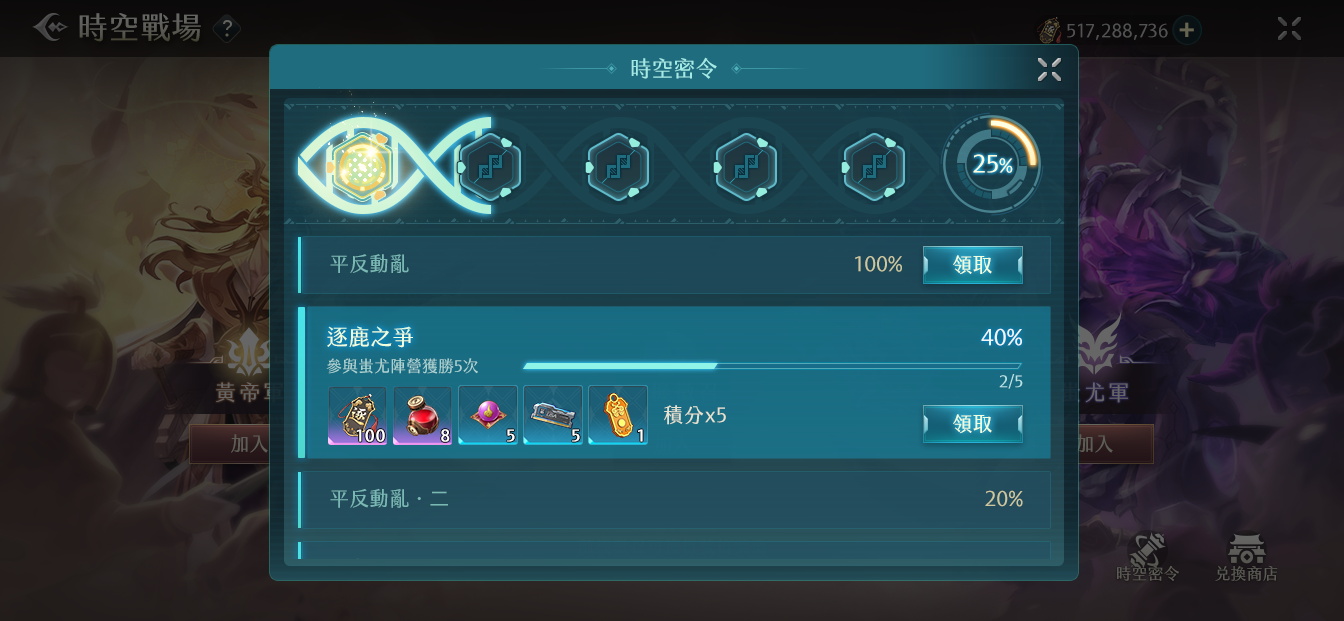 時空戰場
?
517,288,736
時空密令
25%
平反動亂
100%
領取
逐鹿之爭
40%
參與蚩尤陣營獲勝5次
2/5
100
8
5
5
1
積分x5
領取
平反動亂．二
20%
黃帝軍
尤軍
加入
加入
時空密令
兌換商店